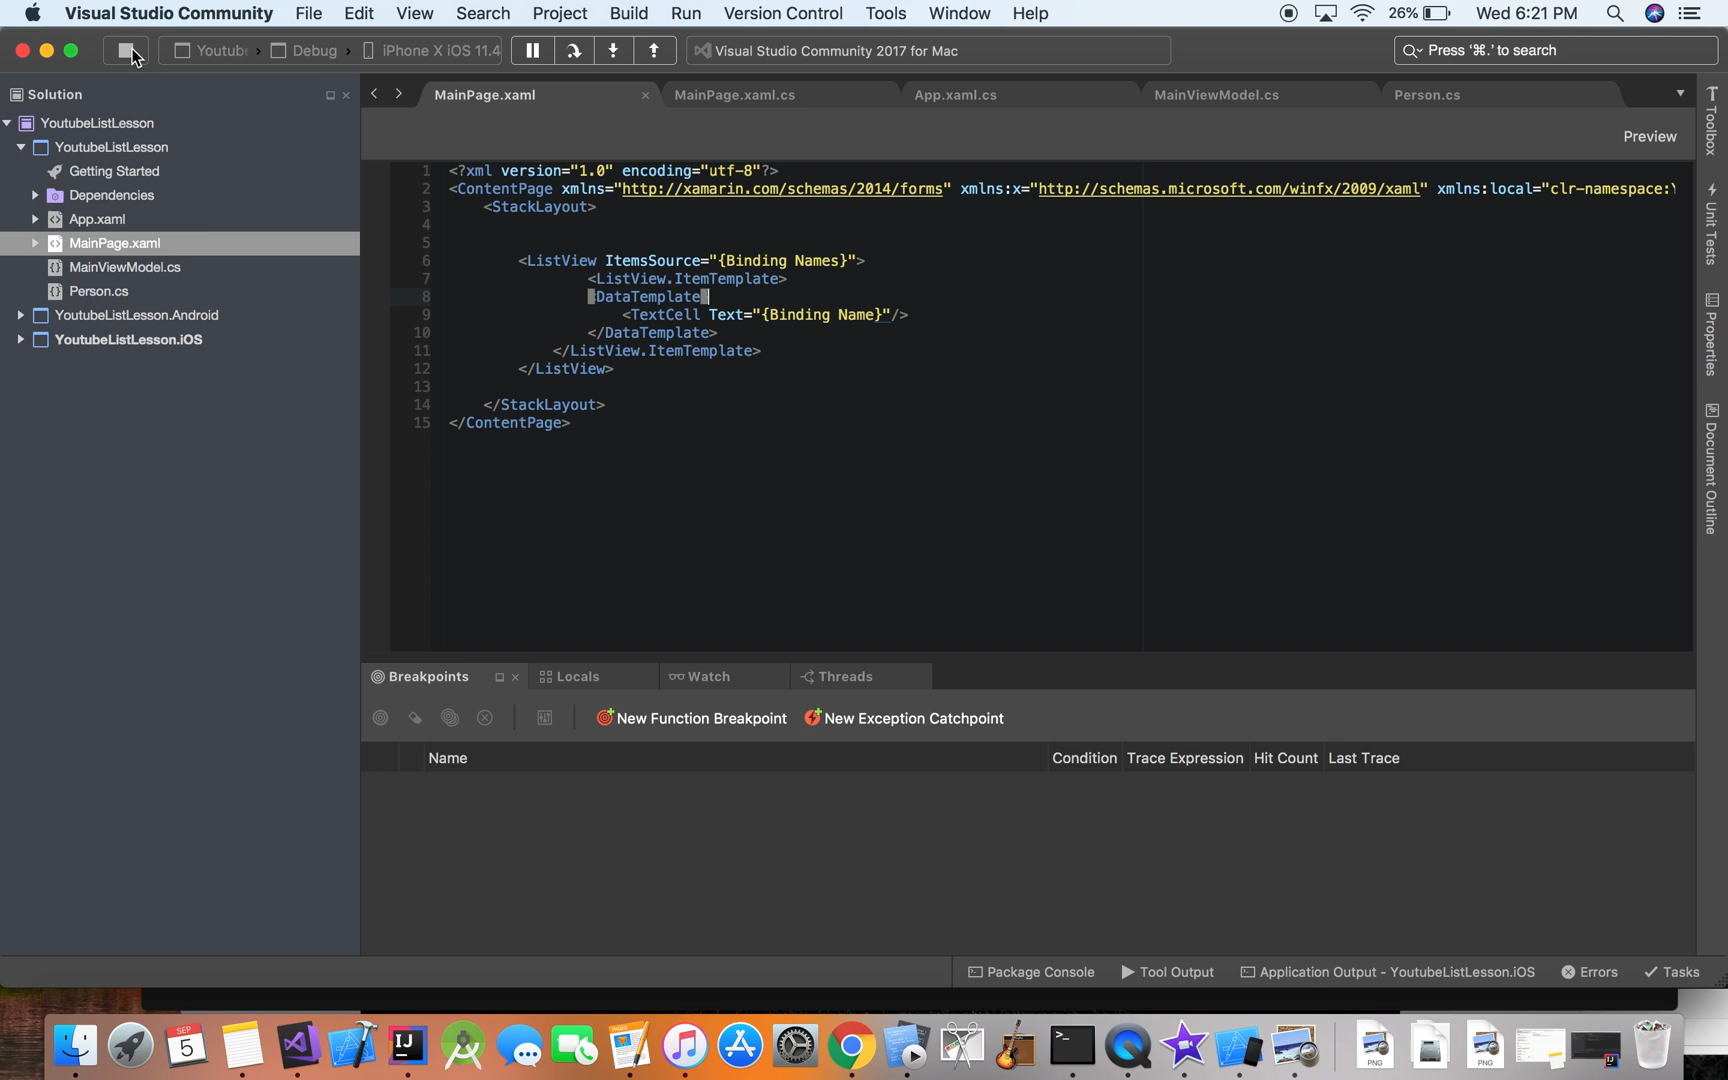 Visual Studio Community File Edit View Search Project Build Run Version Control Tools Window Help 26% Wed 6:21 PM
Youtube › Debug › iPhone X iOS 11.4 Visual Studio Community 2017 for Mac Press '⌘.' to search
Solution
YoutubeListLesson
YoutubeListLesson
Getting Started
Dependencies
App.xaml
MainPage.xaml
MainViewModel.cs
Person.cs
YoutubeListLesson.Android
YoutubeListLesson.iOS
MainPage.xaml MainPage.xaml.cs App.xaml.cs MainViewModel.cs Person.cs
Preview
1 <?xml version="1.0" encoding="utf-8"?>
2 <ContentPage xmlns="http://xamarin.com/schemas/2014/forms" xmlns:x="http://schemas.microsoft.com/winfx/2009/xaml" xmlns:local="clr-namespace:
3 <StackLayout>
4
5
6 <ListView ItemsSource="{Binding Names}">
7 <ListView.ItemTemplate>
8 <DataTemplate>
9 <TextCell Text="{Binding Name}"/>
10 </DataTemplate>
11 </ListView.ItemTemplate>
12 </ListView>
13
14 </StackLayout>
15 </ContentPage>
Toolbox
Unit Tests
Properties
Document Outline
Breakpoints Locals Watch Threads
New Function Breakpoint New Exception Catchpoint
Name Condition Trace Expression Hit Count Last Trace
Package Console Tool Output Application Output - YoutubeListLesson.iOS Errors Tasks
SEP
5
IJ
PAGES
>_
PNG
PNG
IJ